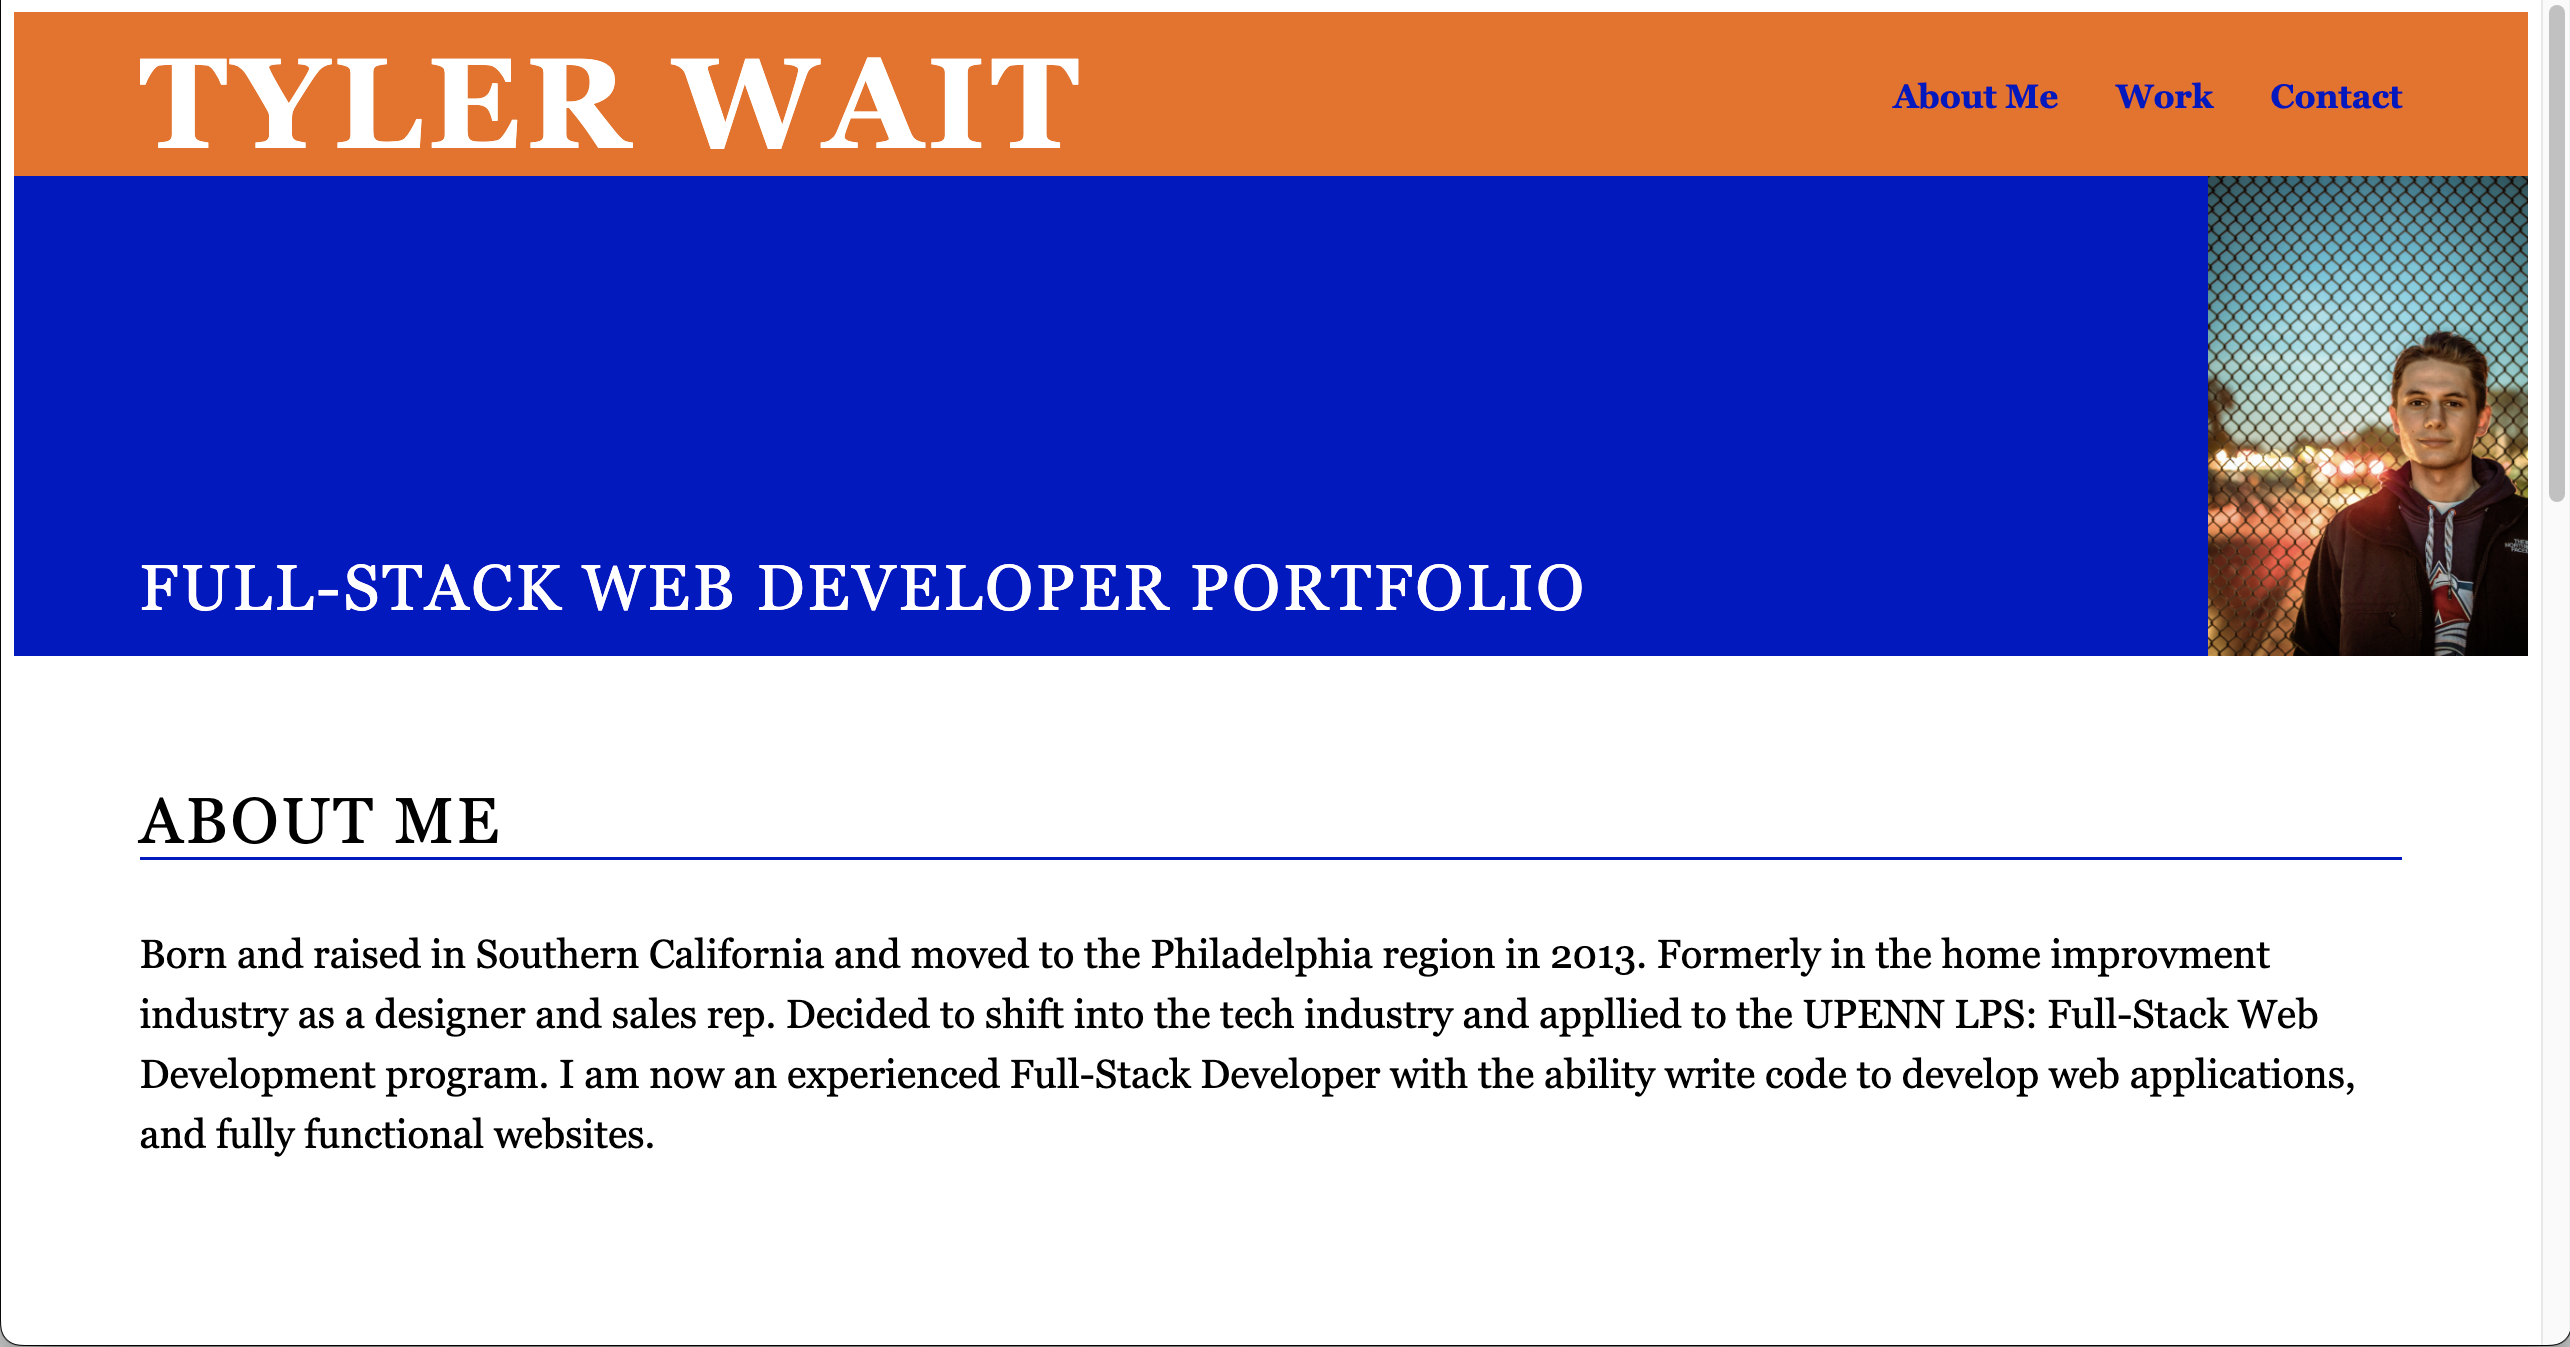 TYLER WAIT
About Me Work Contact
FULL-STACK WEB DEVELOPER PORTFOLIO
ABOUT ME
Born and raised in Southern California and moved to the Philadelphia region in 2013. Formerly in the home improvment
industry as a designer and sales rep. Decided to shift into the tech industry and appllied to the UPENN LPS: Full-Stack Web
Development program. I am now an experienced Full-Stack Developer with the ability write code to develop web applications,
and fully functional websites.